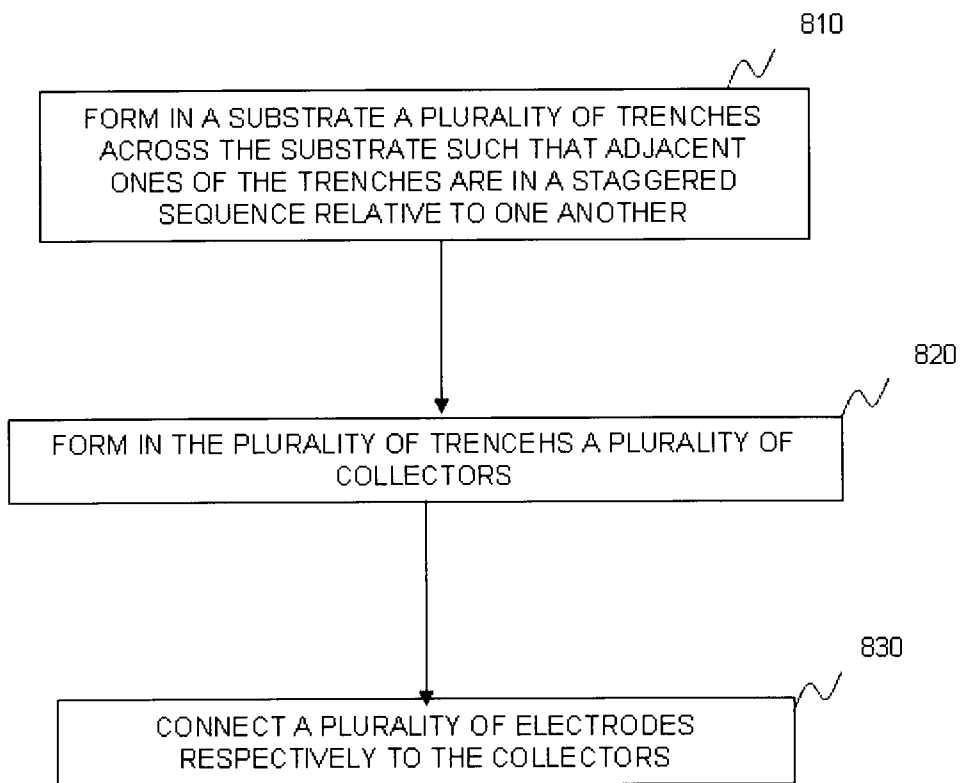 810
FORM IN A SUBSTRATE A PLURALITY OF TRENCHES
ACROSS THE SUBSTRATE SUCH THAT ADJACENT
ONES OF THE TRENCHES ARE IN A STAGGERED
SEQUENCE RELATIVE TO ONE ANOTHER
820
FORM IN THE PLURALITY OF TRENCEHS A PLURALITY OF
COLLECTORS
830
CONNECT A PLURALITY OF ELECTRODES
RESPECTIVELY TO THE COLLECTORS